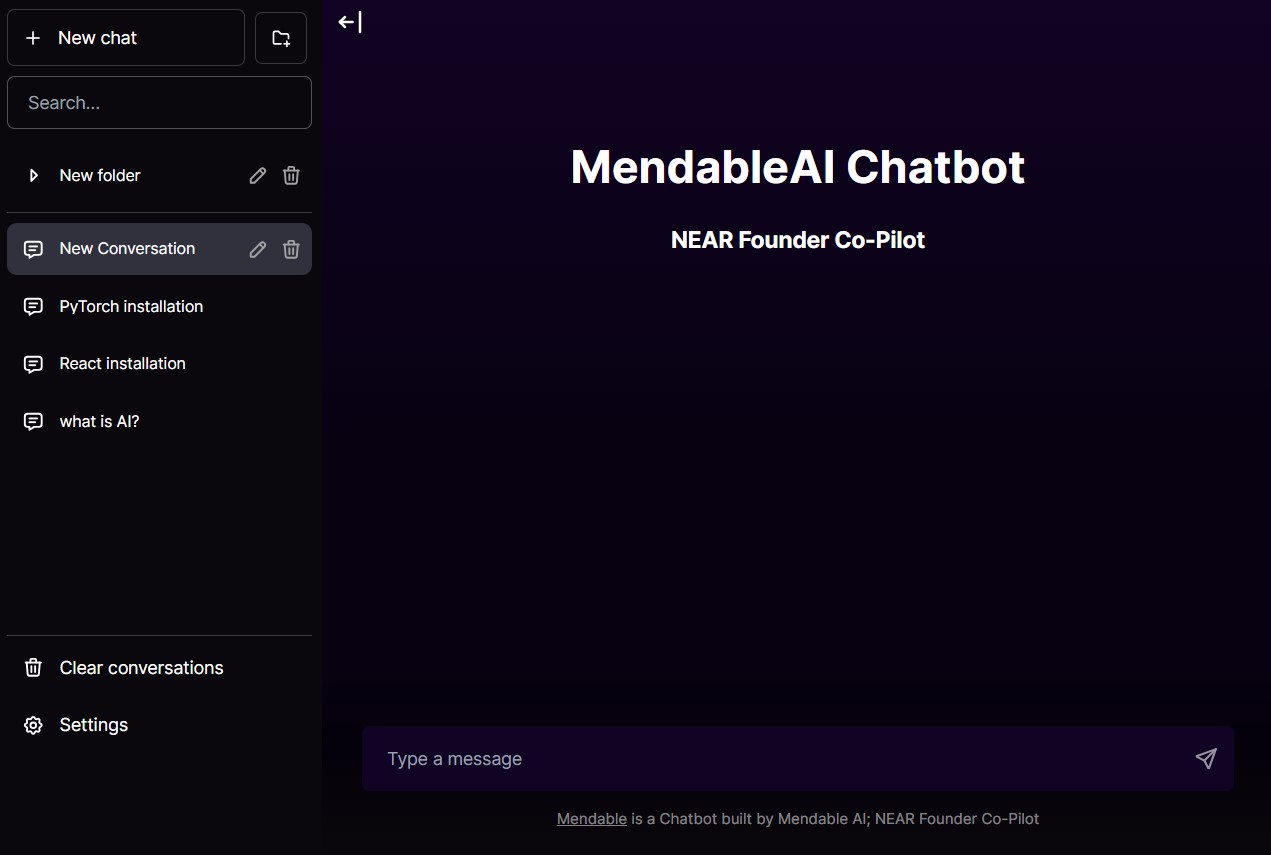 New chat
Search...
New folder
New Conversation
PyTorch installation
React installation
what is AI?
Clear conversations
Settings
MendableAI Chatbot
NEAR Founder Co-Pilot
Type a message
Mendable is a Chatbot built by Mendable AI; NEAR Founder Co-Pilot